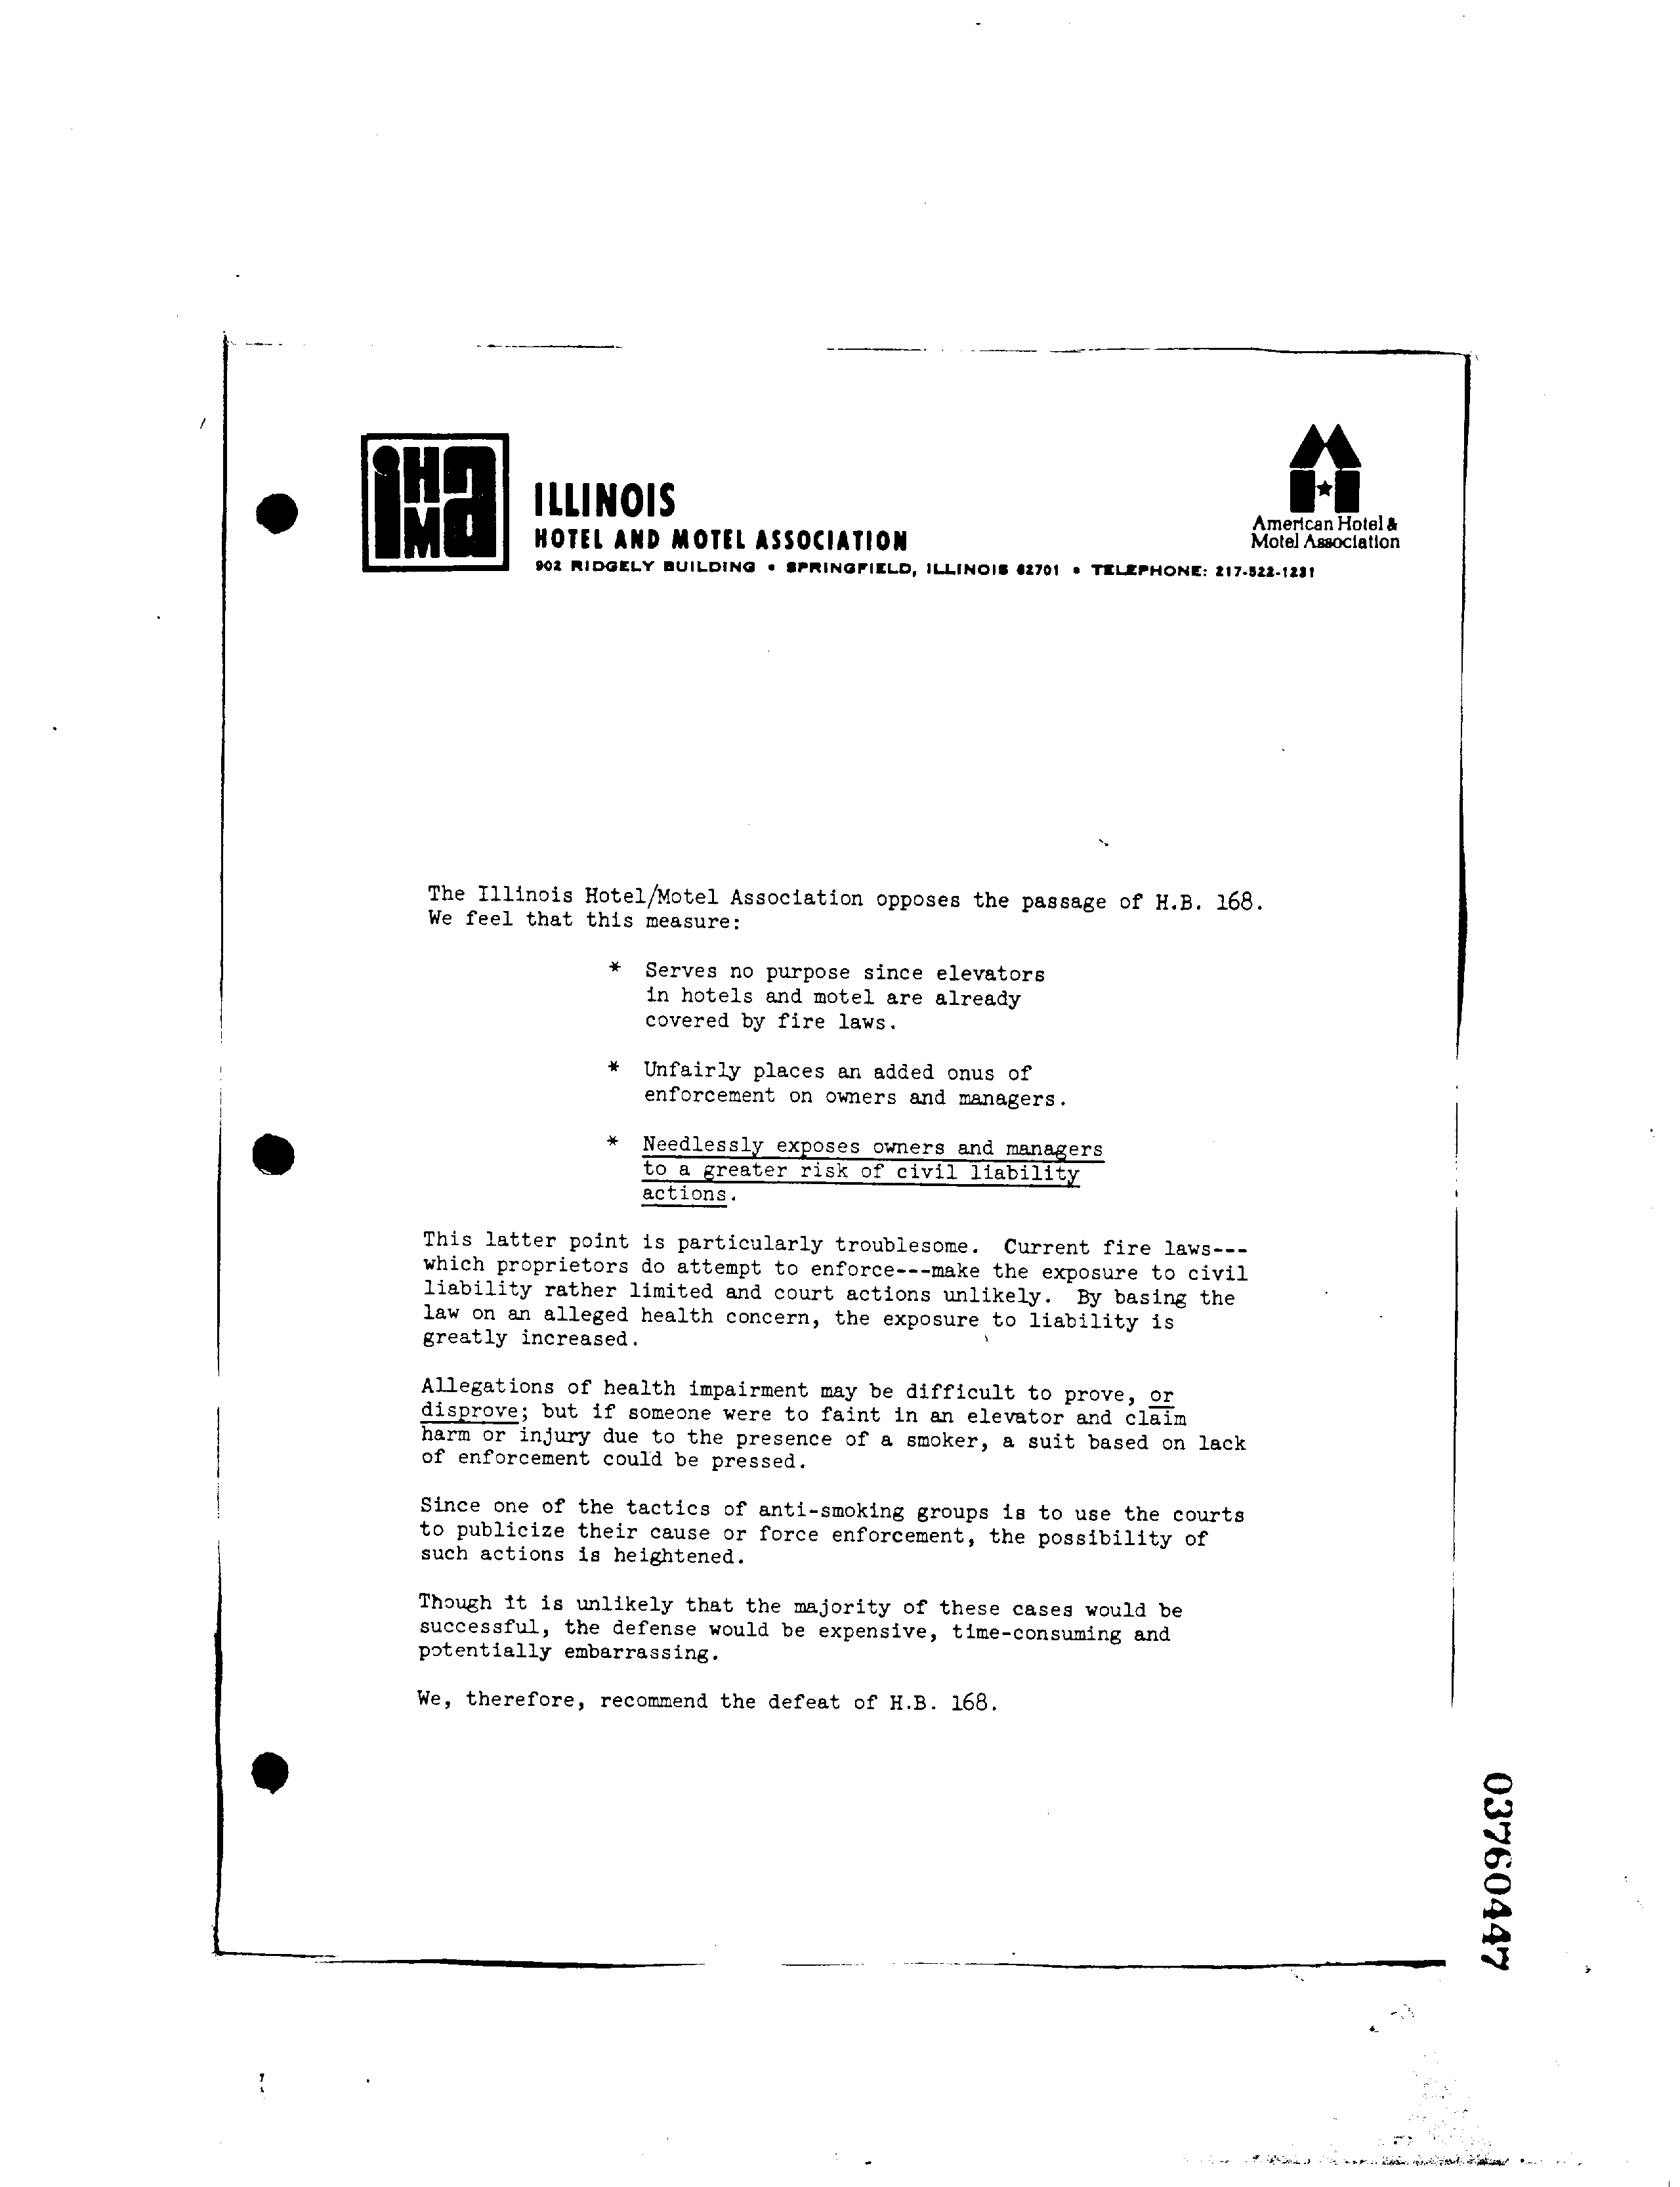 iHMa
ILLINOIS
HOTEL AND MOTEL ASSOCIATION
902 RIDGELY BUILDING • SPRINGFIELD, ILLINOIS 62701 • TELEPHONE: 217-522-1231
American Hotel &
Motel Association
The Illinois Hotel/Motel Association opposes the passage of H.B. 168.
We feel that this measure:
* Serves no purpose since elevators
in hotels and motel are already
covered by fire laws.
* Unfairly places an added onus of
enforcement on owners and managers.
* Needlessly exposes owners and managers
to a greater risk of civil liability
actions.
This latter point is particularly troublesome. Current fire laws---
which proprietors do attempt to enforce---make the exposure to civil
liability rather limited and court actions unlikely. By basing the
law on an alleged health concern, the exposure to liability is
greatly increased.
Allegations of health impairment may be difficult to prove, or
disprove; but if someone were to faint in an elevator and claim
harm or injury due to the presence of a smoker, a suit based on lack
of enforcement could be pressed.
Since one of the tactics of anti-smoking groups is to use the courts
to publicize their cause or force enforcement, the possibility of
such actions is heightened.
Though it is unlikely that the majority of these cases would be
successful, the defense would be expensive, time-consuming and
potentially embarrassing.
We, therefore, recommend the defeat of H.B. 168.
03760447